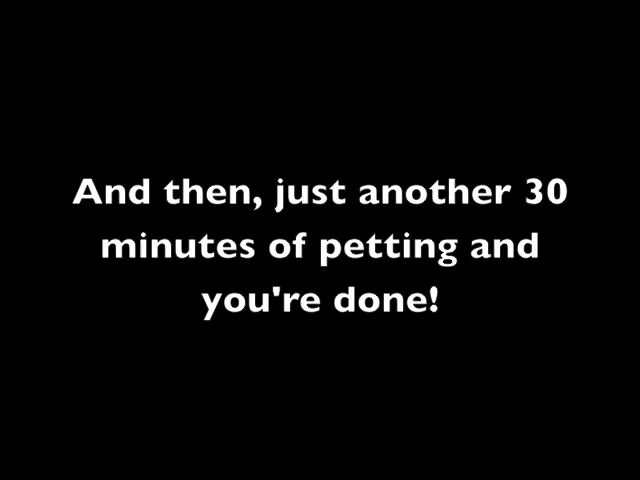 And then, just another 30
minutes of petting and
you're done!